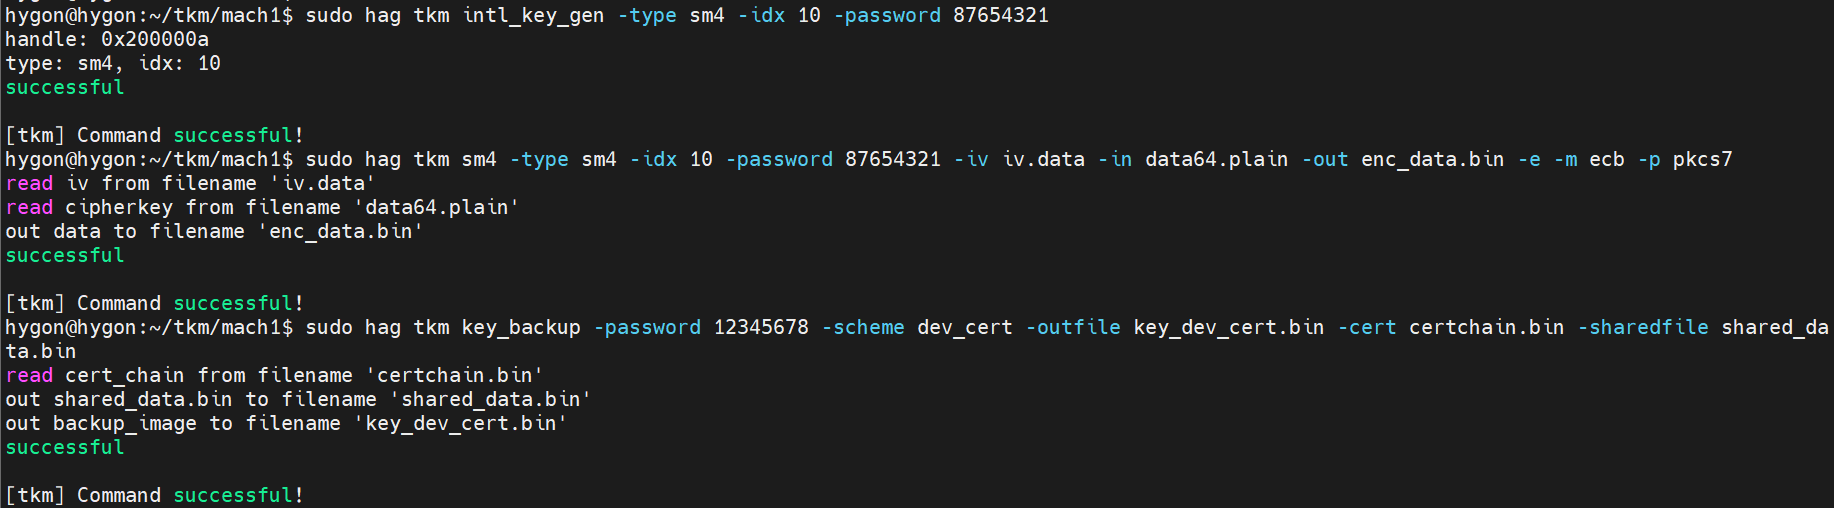 hygon@hygon:~/tkm/mach1$ sudo hag tkm intl_key_gen -type sm4 -idx 10 -password 87654321
handle: 0x200000a
type: sm4, idx: 10
successful
[tkm] Command successful!
hygon@hygon:~/tkm/mach1$ sudo hag tkm sm4 -type sm4 -idx 10 -password 87654321 -iv iv.data -in data64.plain -out enc_data.bin -e -m ecb -p pkcs7
read iv from filename 'iv.data'
read cipherkey from filename 'data64.plain'
out data to filename 'enc_data.bin'
successful
[tkm] Command successful!
hygon@hygon:~/tkm/mach1$ sudo hag tkm key_backup -password 12345678 -scheme dev_cert -outfile key_dev_cert.bin -cert certchain.bin -sharedfile shared_da
ta.bin
read cert_chain from filename 'certchain.bin'
out shared_data.bin to filename 'shared_data.bin'
out backup_image to filename 'key_dev_cert.bin'
successful
[tkm] Command successful!